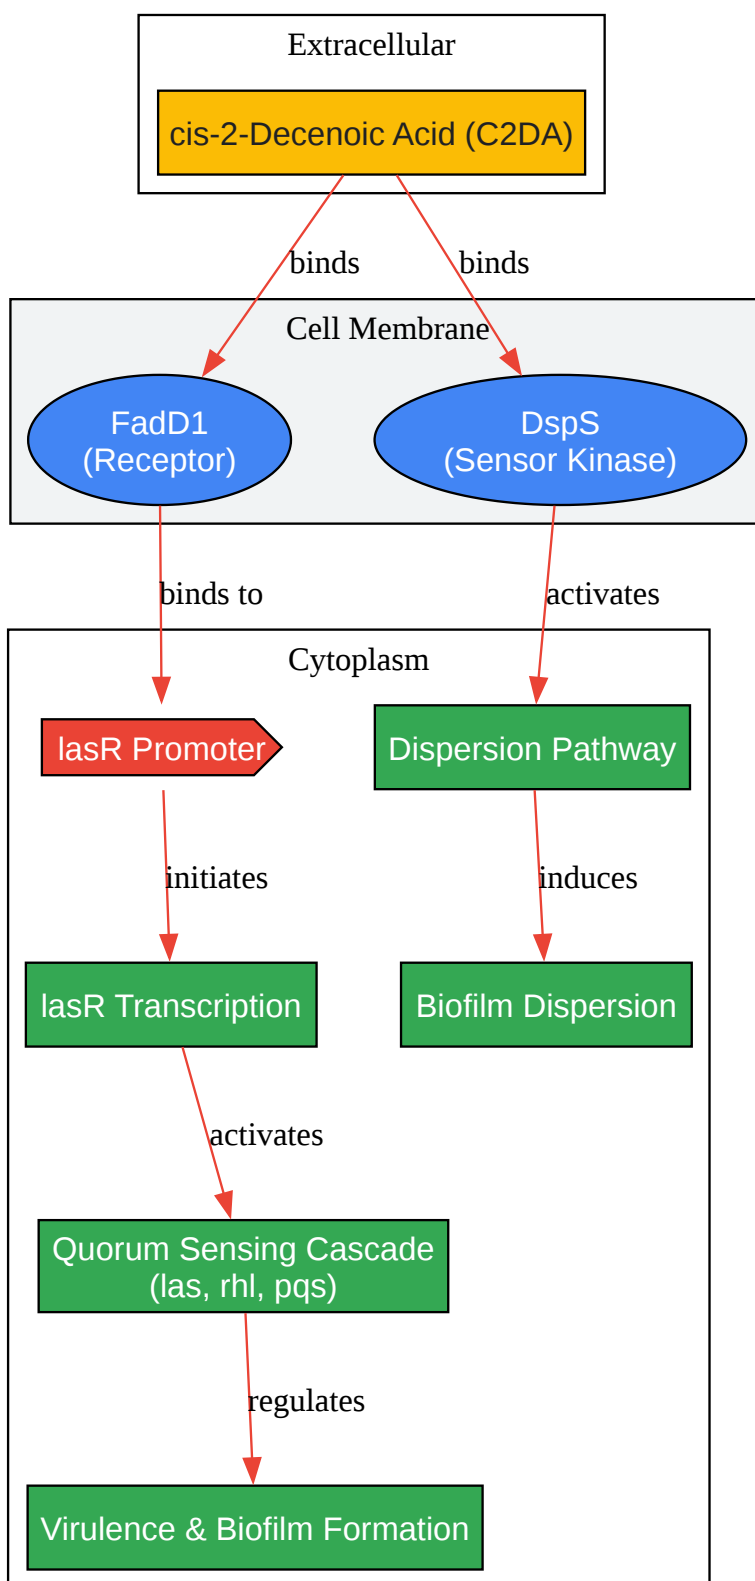 Extracellular
cis-2-Decenoic Acid (C2DA)
binds
binds
Cell Membrane
FadD1
(Receptor)
DspS
(Sensor Kinase)
binds to
activates
Cytoplasm
lasR Promoter
Dispersion Pathway
initiates
induces
lasR Transcription
Biofilm Dispersion
activates
Quorum Sensing Cascade
(las, rhl, pqs)
regulates
Virulence & Biofilm Formation